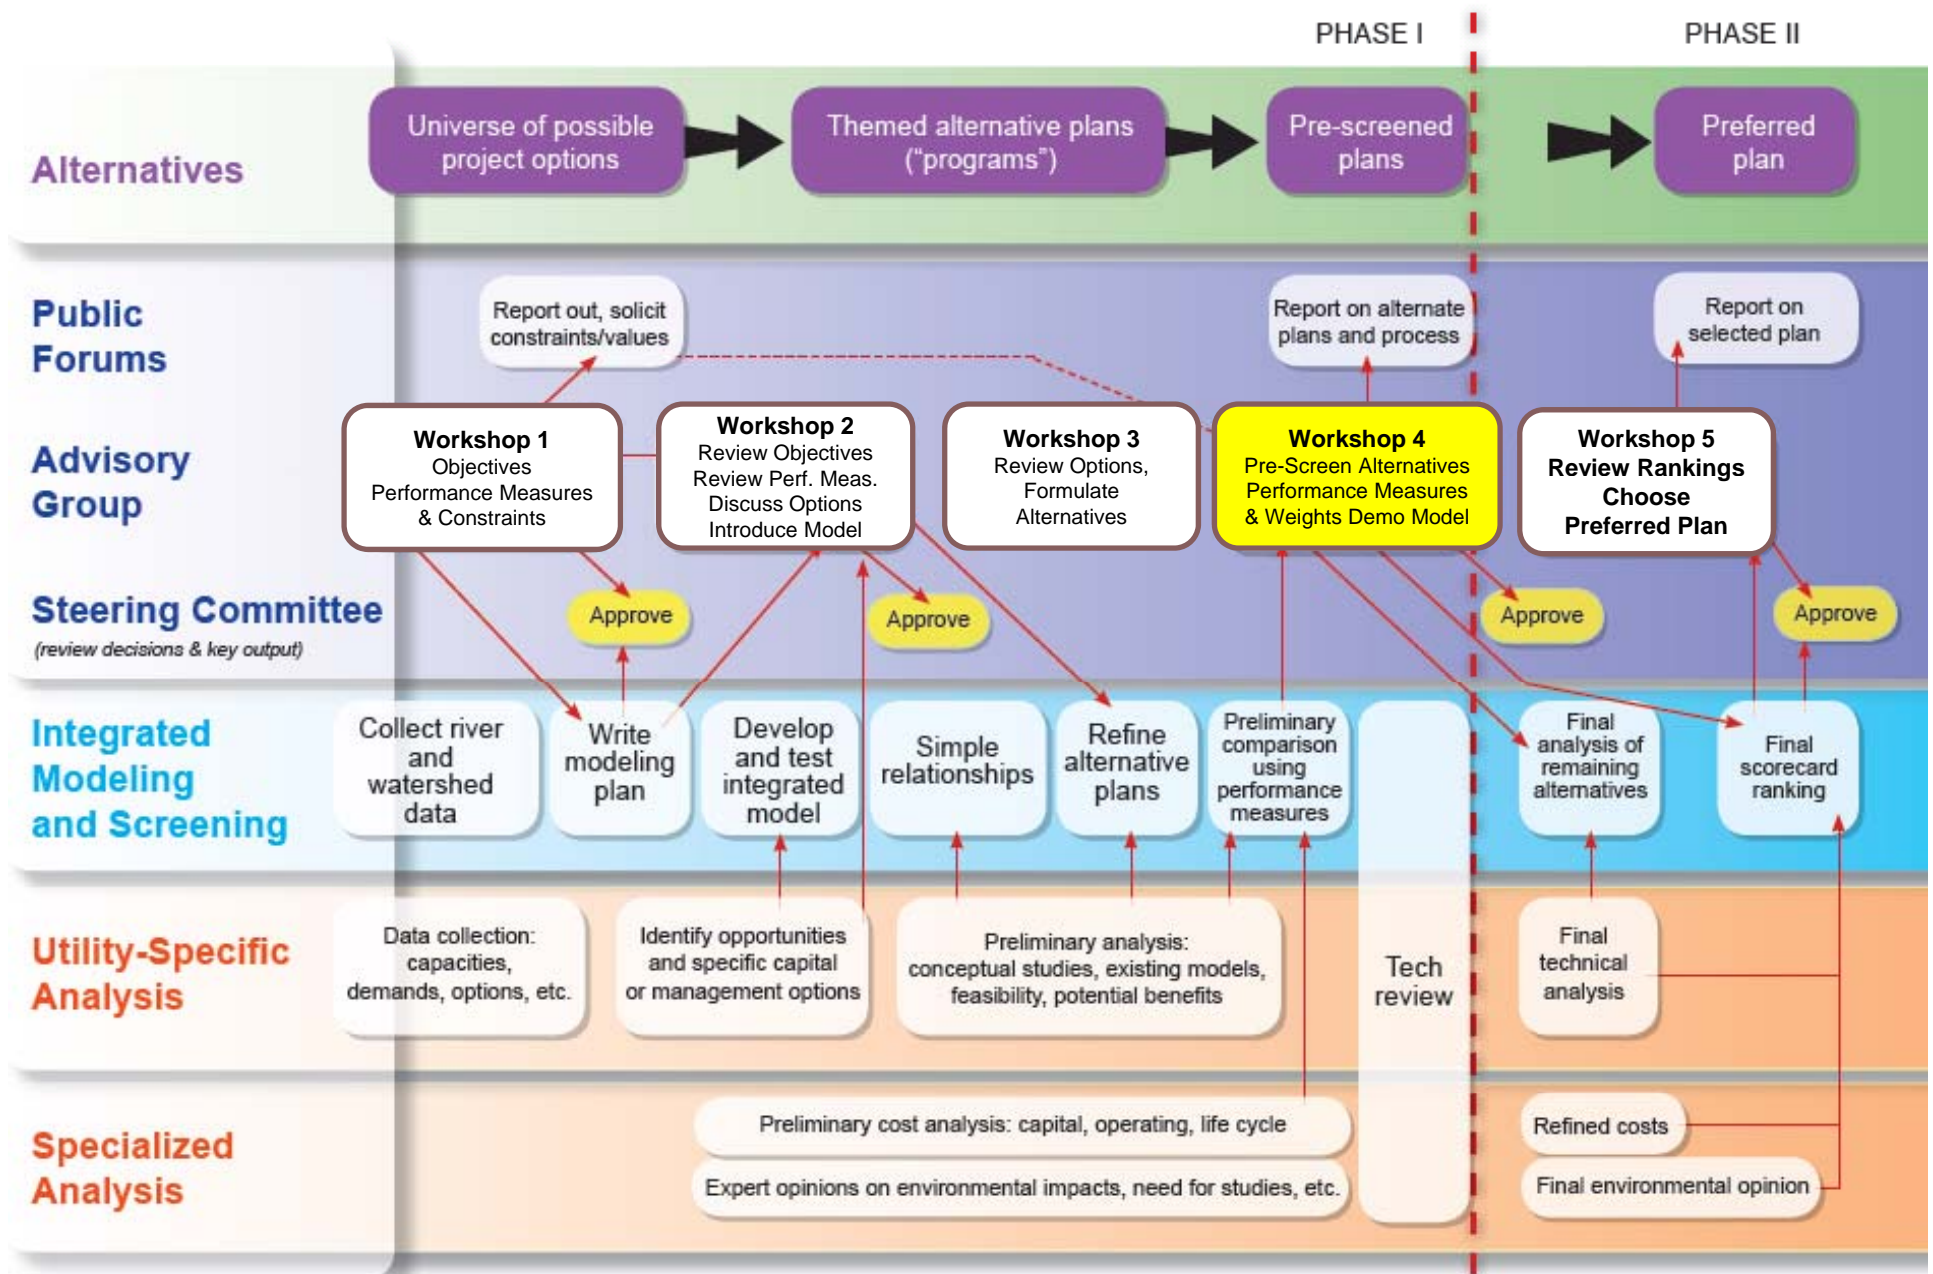 PHASE I
PHASE II
Alternatives
Universe of possible
project options
Themed alternative plans
(“programs”)
Pre-screened
plans
Preferred
plan
Public
Forums
Report out, solicit
constraints/values
Report on alternate
plans and process
Report on
selected plan
Advisory
Group
Workshop 1
Objectives
Performance Measures
& Constraints
Workshop 2
Review Objectives
Review Perf. Meas.
Discuss Options
Introduce Model
Workshop 3
Review Options,
Formulate
Alternatives
Workshop 4
Pre-Screen Alternatives
Performance Measures
& Weights Demo Model
Workshop 5
Review Rankings
Choose
Preferred Plan
Steering Committee
(review decisions & key output)
Approve
Approve
Approve
Approve
Integrated
Modeling
and Screening
Collect river
and
watershed
data
Write
modeling
plan
Develop
and test
integrated
model
Simple
relationships
Refine
alternative
plans
Preliminary
comparison
using
performance
measures
Final
analysis of
remaining
alternatives
Final
scorecard
ranking
Utility-Specific
Analysis
Data collection:
capacities,
demands, options, etc.
Identify opportunities
and specific capital
or management options
Preliminary analysis:
conceptual studies, existing models,
feasibility, potential benefits
Tech
review
Final
technical
analysis
Specialized
Analysis
Preliminary cost analysis: capital, operating, life cycle
Expert opinions on environmental impacts, need for studies, etc.
Refined costs
Final environmental opinion